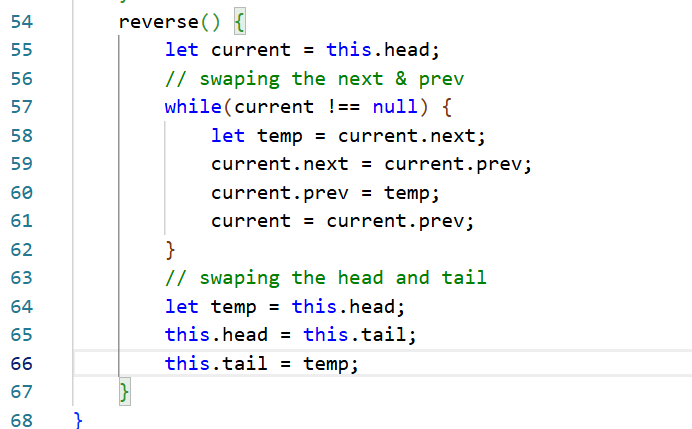 54 reverse() {
55 let current = this.head;
56 // swaping the next & prev
57 while(current !== null) {
58 let temp = current.next;
59 current.next = current.prev;
60 current.prev = temp;
61 current = current.prev;
62 }
63 // swaping the head and tail
64 let temp = this.head;
65 this.head = this.tail;
66 this.tail = temp;
67 }
68 }